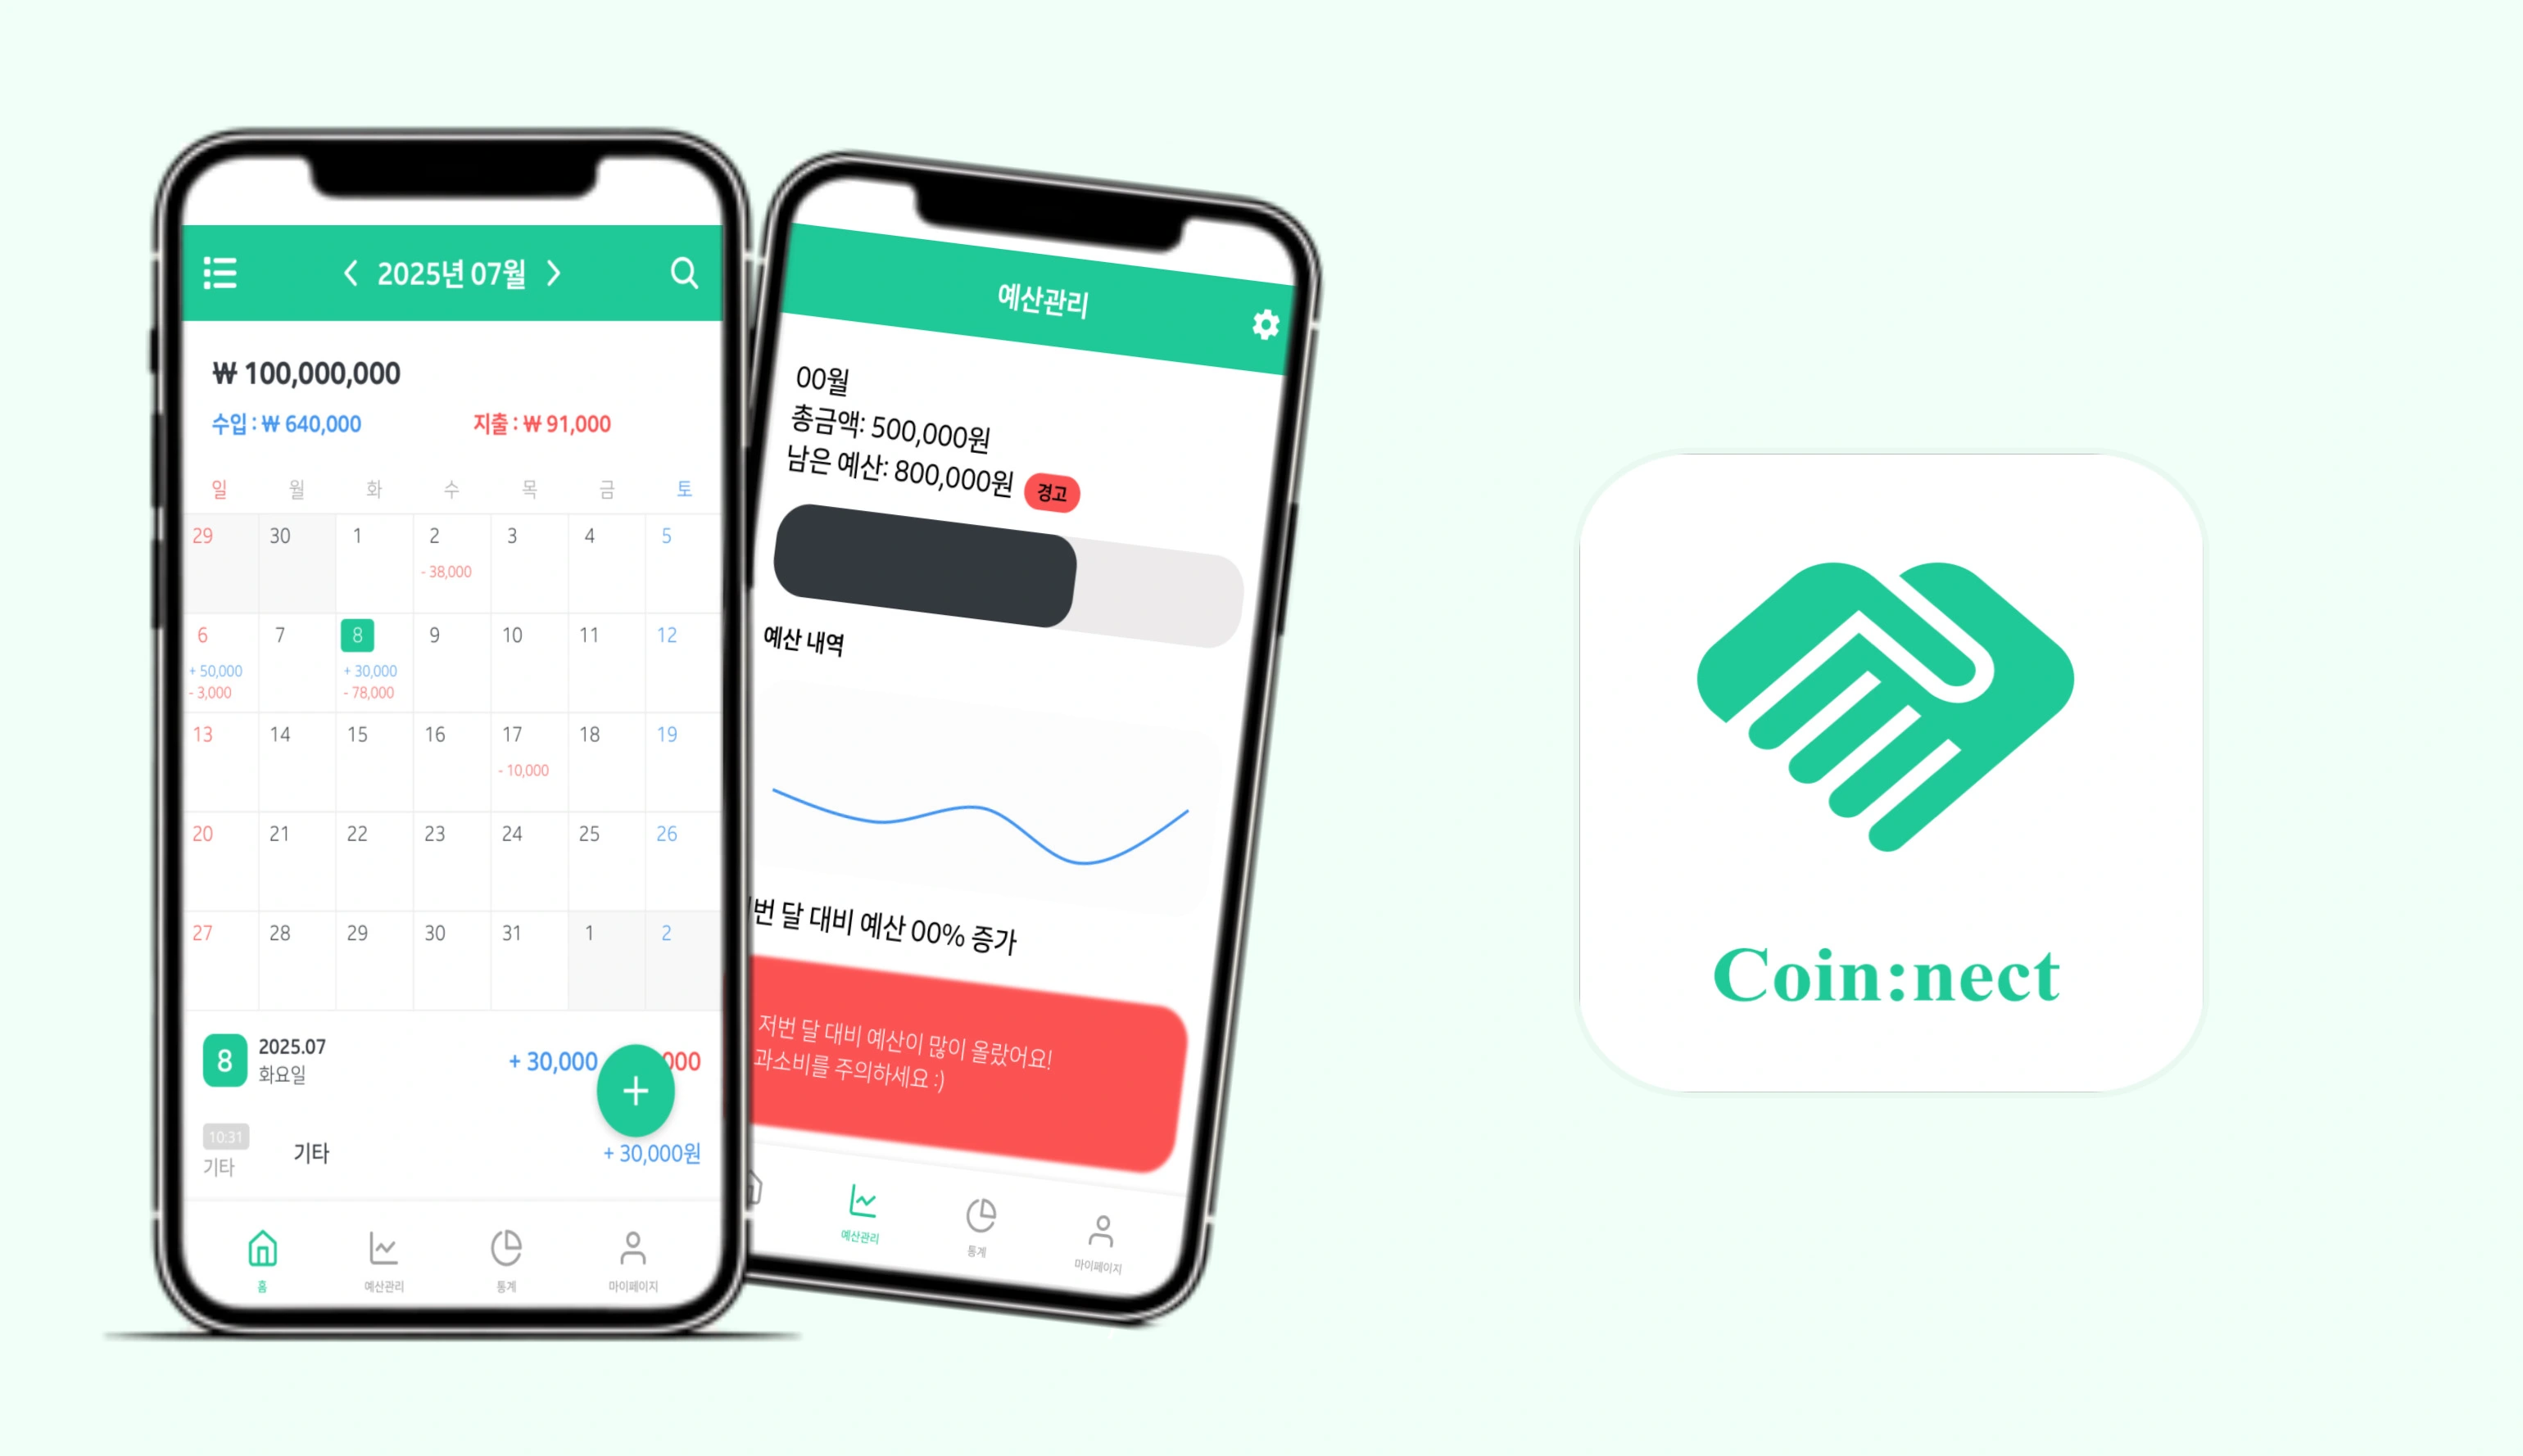 2025년 07월
₩ 100,000,000
수입 : ₩ 640,000 지출 : ₩ 91,000
일 월 화 수 목 금 토
29 30 1 2 3 4 5
- 38,000
6 7 8 9 10 11 12
+ 50,000 + 30,000
- 3,000 - 78,000
13 14 15 16 17 18 19
- 10,000
20 21 22 23 24 25 26
27 28 29 30 31 1 2
8 2025.07 + 30,000 000
화요일
10:31
기타 기타 + 30,000원
+
홈 예산관리 통계 마이페이지
예산관리
00월
총금액: 500,000원
남은 예산: 800,000원 경고
예산 내역
번 달 대비 예산 00% 증가
저번 달 대비 예산이 많이 올랐어요!
과소비를 주의하세요 :)
예산관리 통계 마이페이지
Coin:nect